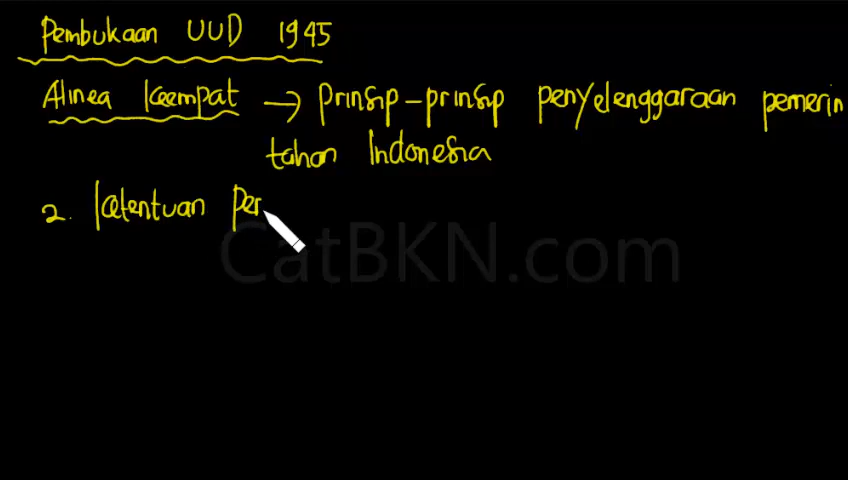 Pembukaan UUD 1945
Alinea Keempat → Prinsip-prinsip penyelenggaraan pemerin
tahan Indonesia
2. Ketentuan Per
CatBKN.com